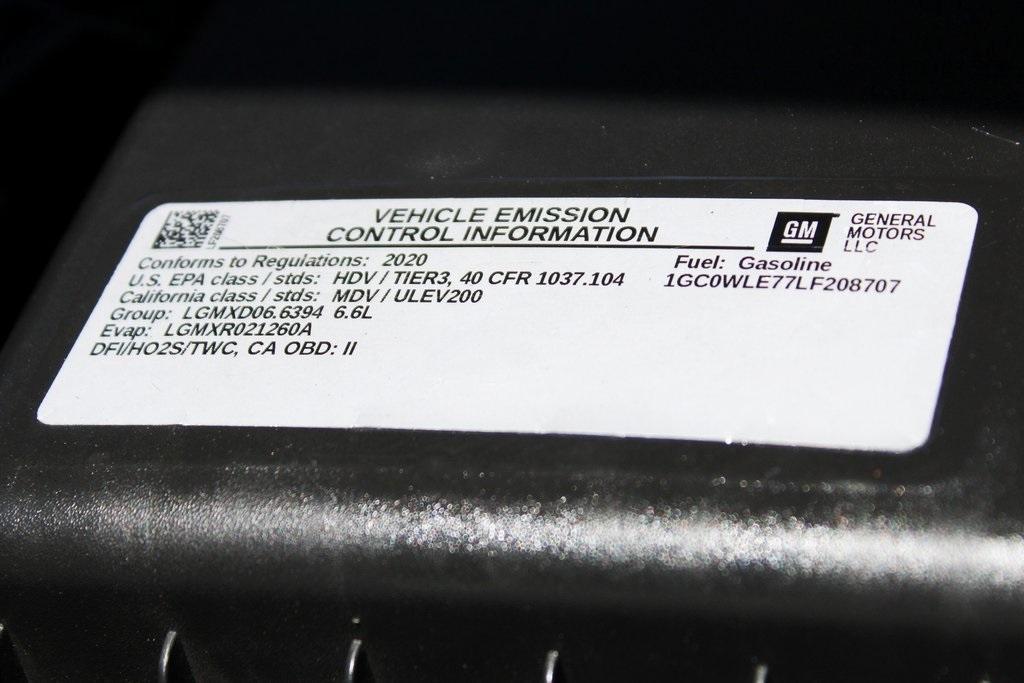 VEHICLE EMISSION
CONTROL INFORMATION
GM
GENERAL
MOTORS
LLC
Conforms to Regulations: 2020
Fuel: Gasoline
U.S. EPA class / stds: HDV / TIER3, 40 CFR 1037.104
1GC0WLE77LF208707
California class / stds: MDV / ULEV200
Group: LGMXD06.6394 6.6L
Evap: LGMXR021260A
DFI/HO2S/TWC, CA OBD: II